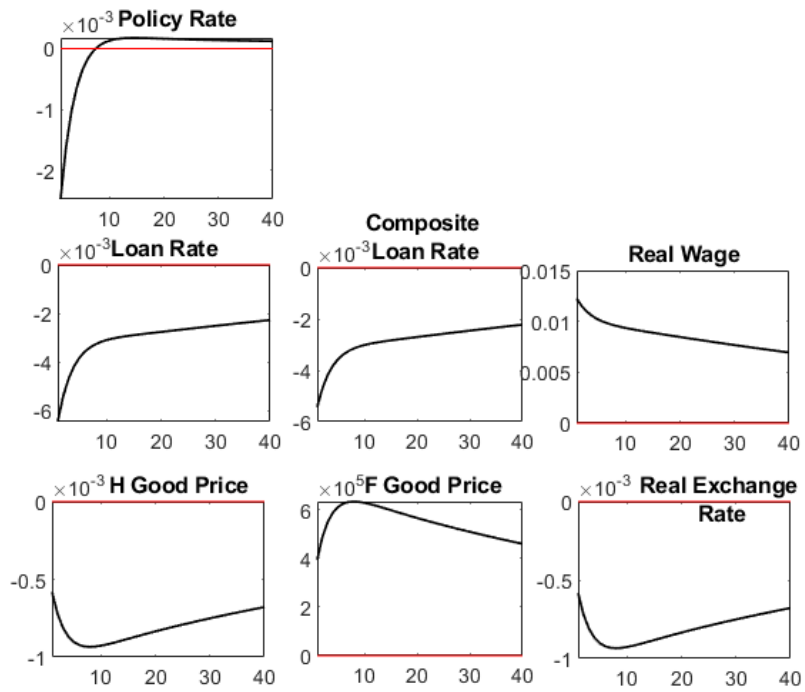 ×10⁻³ Policy Rate
0
-1
-2
10 20 30 40
Composite
×10⁻³ Loan Rate
0
-2
-4
-6
10 20 30 40
×10⁻³ Loan Rate
0
-2
-4
-6
10 20 30 40
Real Wage
0.015
0.01
0.005
0
10 20 30 40
×10⁻³ H Good Price
0
-0.5
-1
10 20 30 40
×10⁵ F Good Price
6
4
2
0
10 20 30 40
×10⁻³ Real Exchange
Rate
0
-0.5
-1
10 20 30 40